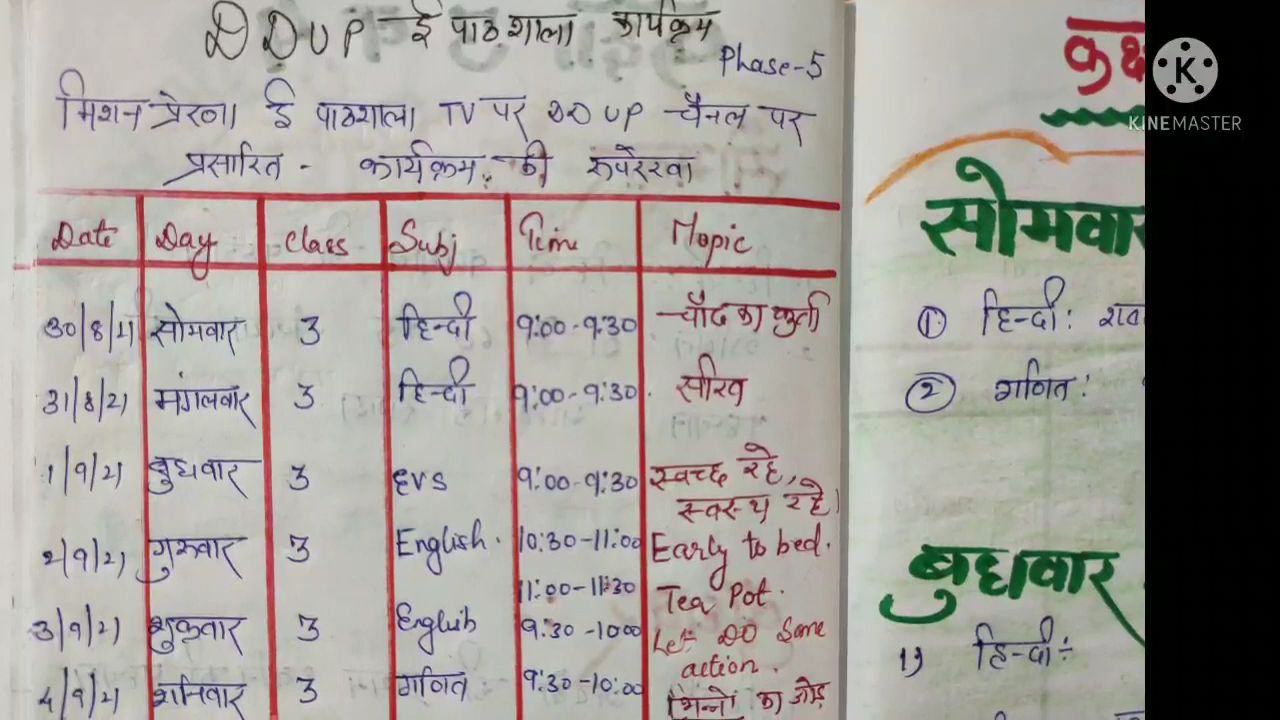 DDUP ई पाठशाला कार्यक्रम
Phase-5
मिशन प्रेरणा ई पाठशाला TV पर DDUP चैनल पर
प्रसारित - कार्यक्रम की रुपरेखा
Date Day Class Subj Time Topic
30/8/21 सोमवार 3 हिन्दी 9:00-9:30 चाँद का कुर्ता
31/8/21 मंगलवार 3 हिन्दी 9:00-9:30 सीख
1/9/21 बुधवार 3 EVS 9:00-9:30 स्वच्छ रहे,
स्वस्थ रहे।
2/9/21 गुरुवार 3 English. 10:30-11:00 Early to bed.
11:00-11:30 Tea Pot.
3/9/21 शुक्रवार 3 English 9:30-10:00 Let DO Some
action.
4/9/21 शनिवार 3 गणित 9:30-10:00 भिन्नों का जोड़
KINEMASTER
सोमवार
① हिन्दी:
② गणित:
बुधवार
1) हिन्दी: